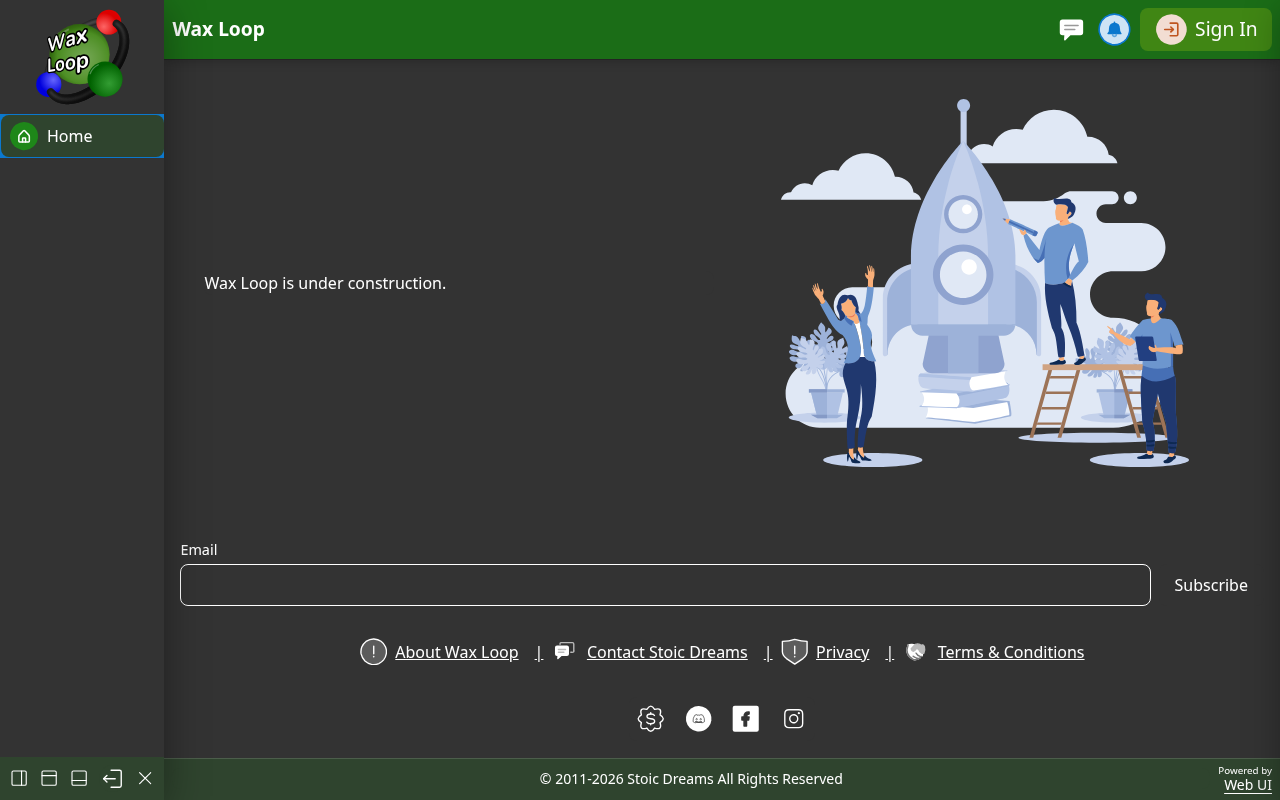 Wax
Loop
Wax Loop
Sign In
Home
Wax Loop is under construction.
Email
Subscribe
About Wax Loop | Contact Stoic Dreams | Privacy | Terms & Conditions
© 2011-2026 Stoic Dreams All Rights Reserved
Powered by
Web UI